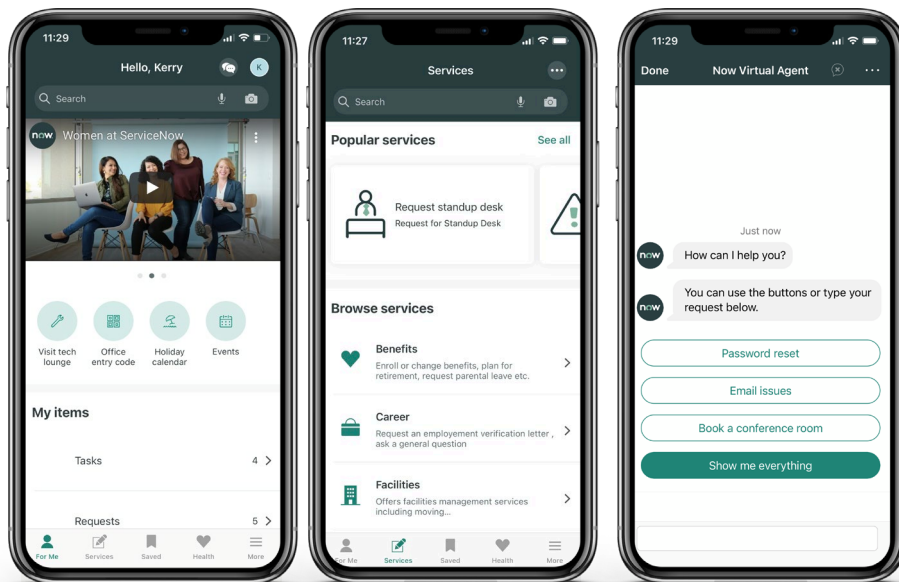 11:29
Hello, Kerry
K
Search
now
Women at ServiceNow
Visit tech
lounge
Office
entry code
Holiday
calendar
Events
My items
Tasks
4
Requests
5
For Me
Services
Saved
Health
More
11:27
Services
Search
Popular services
See all
Request standup desk
Request for Standup Desk
Browse services
Benefits
Enroll or change benefits, plan for
retirement, request parental leave etc.
Career
Request an employement verification letter ,
ask a general question
Facilities
Offers facilities management services
including moving...
For Me
Services
Saved
Health
More
11:29
Done
Now Virtual Agent
Just now
now
How can I help you?
now
You can use the buttons or type your
request below.
Password reset
Email issues
Book a conference room
Show me everything